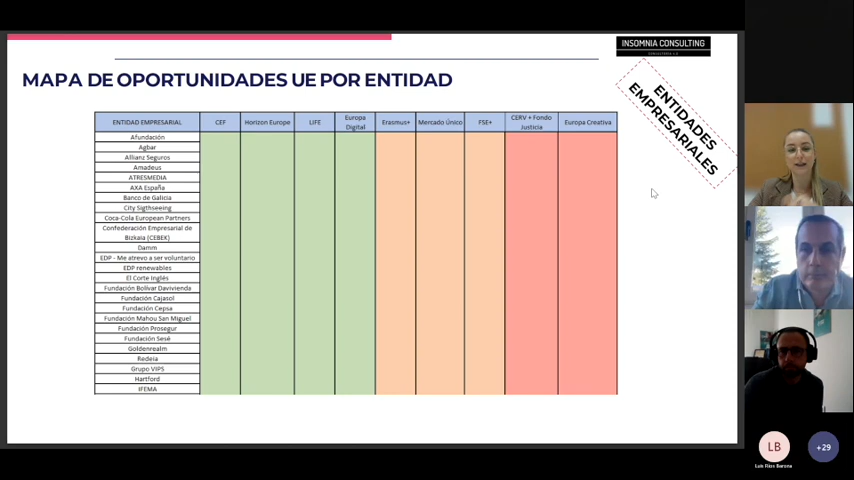 INSOMNIA CONSULTING
MAPA DE OPORTUNIDADES UE POR ENTIDAD
ENTIDADES
EMPRESARIALES
ENTIDAD EMPRESARIAL CEF Horizon Europe LIFE Europa Digital Erasmus+ Mercado Único FSE+ CERV + Fondo Justicia Europa Creativa
Afundación
Agbar
Allianz Seguros
Amadeus
ATRESMEDIA
AXA España
Banco de Galicia
City Sigthseeing
Coca-Cola European Partners
Confederación Empresarial de
Bizkaia (CEBEK)
Damm
EDP - Me atrevo a ser voluntario
EDP renewables
El Corte Inglés
Fundación Bolívar Davivienda
Fundación Cajasol
Fundación Cepsa
Fundación Mahou San Miguel
Fundación Prosegur
Fundación Sesé
Goldenrealm
Redeia
Grupo VIPS
Hartford
IFEMA
LB
+29